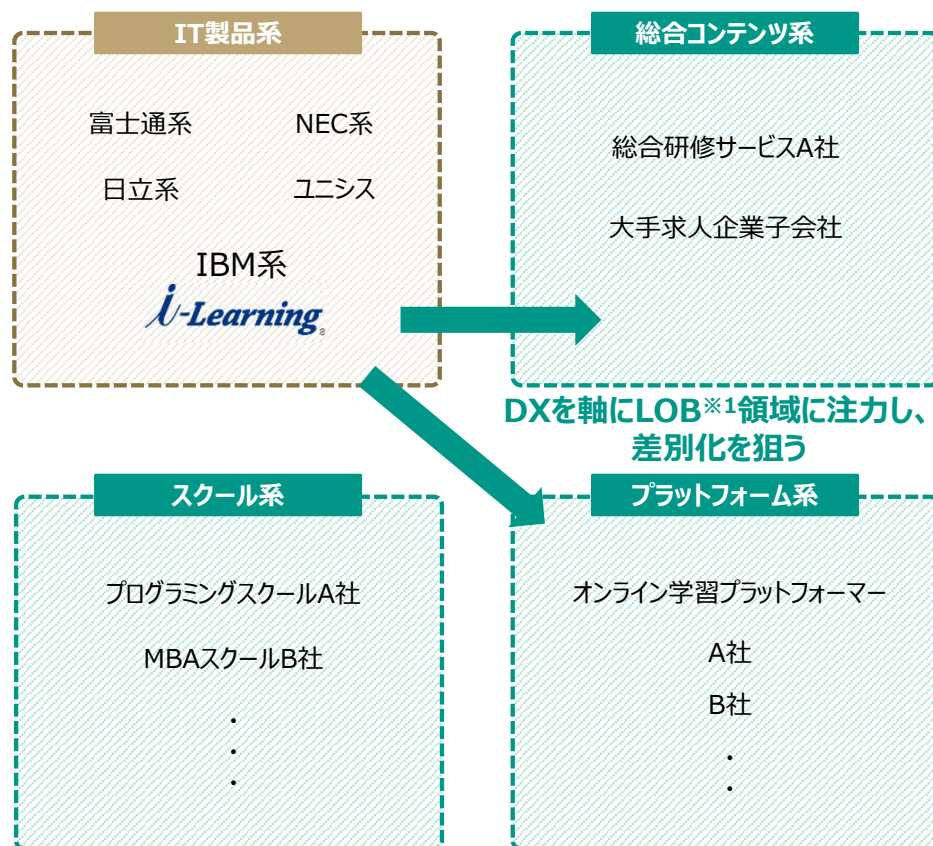 IT製品系
富士通系 NEC系
日立系 ユニシス
IBM系
i-Learning®
総合コンテンツ系
総合研修サービスA社
大手求人企業子会社
DXを軸にLOB※1領域に注力し、
差別化を狙う
スクール系
プログラミングスクールA社
MBAスクールB社
・
・
・
プラットフォーム系
オンライン学習プラットフォーマー
A社
B社
・
・